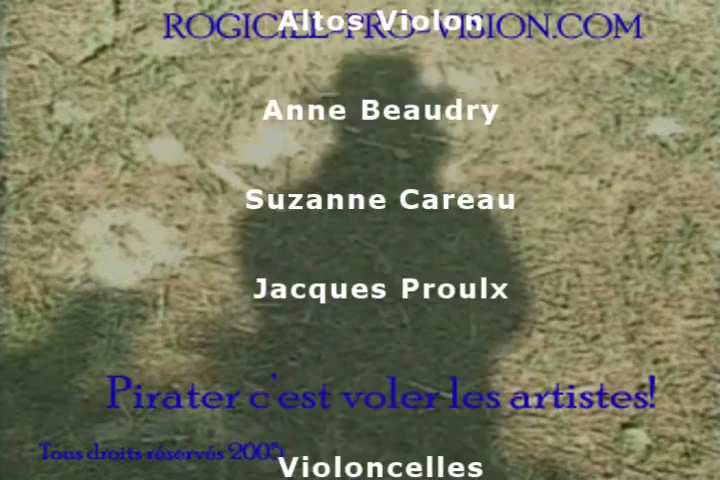 Altos Violon
ROGICIEL-PRO-VISION.COM
Anne Beaudry
Suzanne Careau
Jacques Proulx
Pirater c'est voler les artistes!
Tous droits réservés 2005
Violoncelles